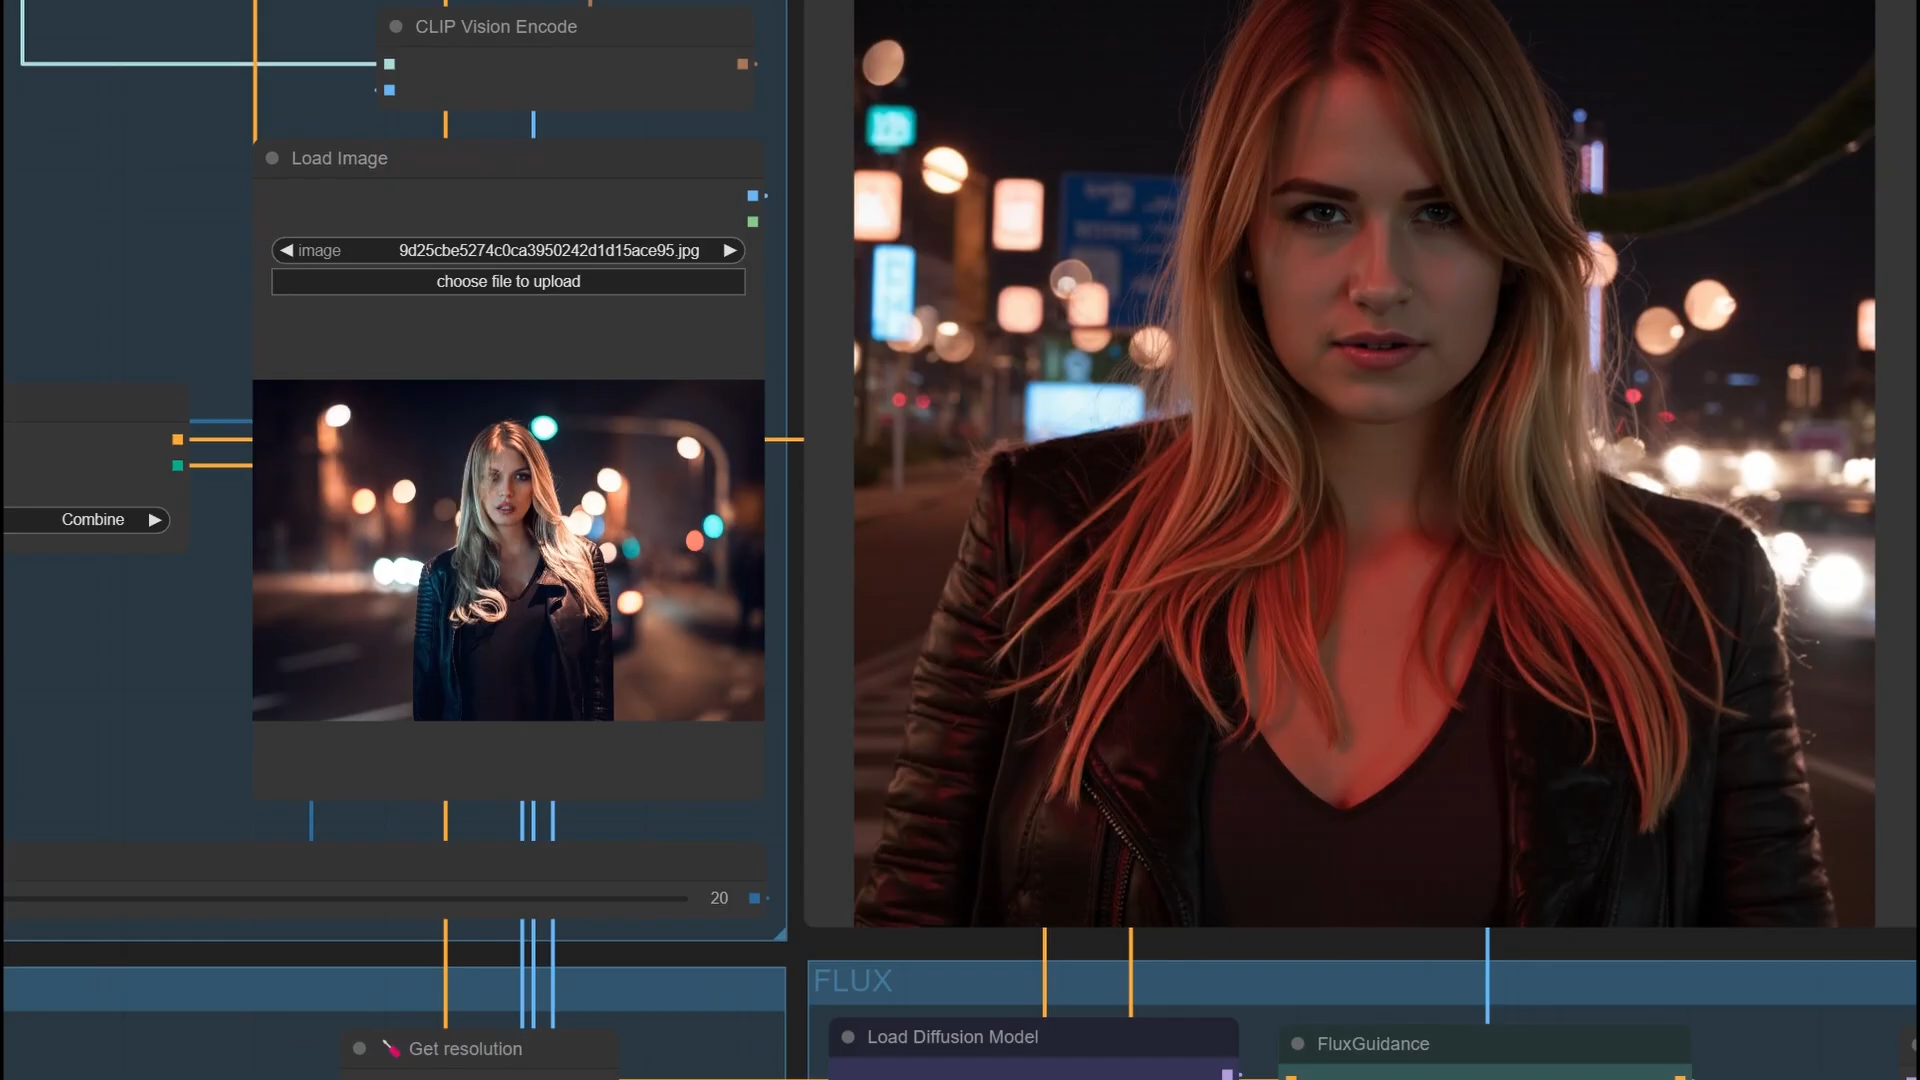 CLIP Vision Encode
Load Image
image 9d25cbe5274c0ca3950242d1d15ace95.jpg
choose file to upload
Combine
20
FLUX
Get resolution
Load Diffusion Model
FluxGuidance